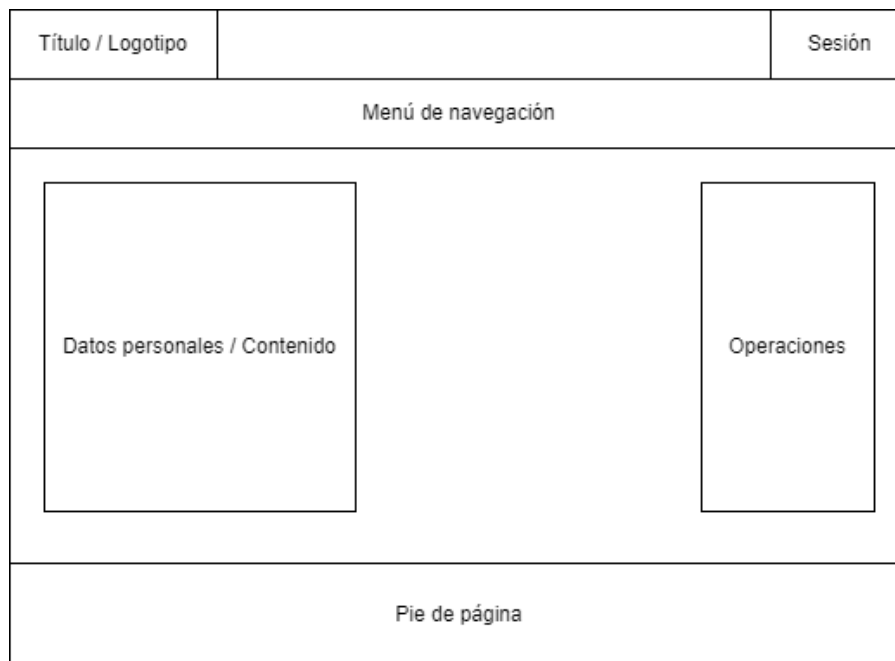 Título / Logotipo
Sesión
Menú de navegación
Datos personales / Contenido
Operaciones
Pie de página